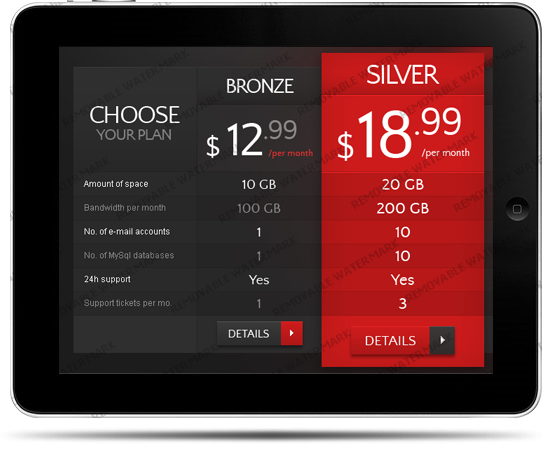 CHOOSE
YOUR PLAN
BRONZE
SILVER
$12.99
/per month
$18.99
/per month
Amount of space 10 GB 20 GB
Bandwidth per month 100 GB 200 GB
No. of e-mail accounts 1 10
No. of MySql databases 1 10
24h support Yes Yes
Support tickets per mo. 1 3
DETAILS
DETAILS
REMOVABLE WATERMARK